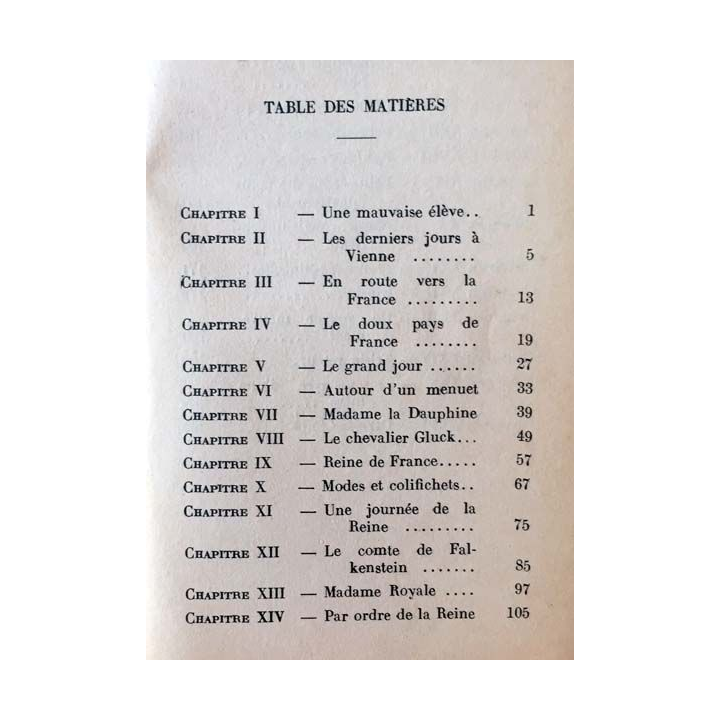 TABLE DES MATIÈRES
CHAPITRE I — Une mauvaise élève.. 1
CHAPITRE II — Les derniers jours à
Vienne ........ 5
CHAPITRE III — En route vers la
France ......... 13
CHAPITRE IV — Le doux pays de
France ........ 19
CHAPITRE V — Le grand jour ...... 27
CHAPITRE VI — Autour d'un menuet 33
CHAPITRE VII — Madame la Dauphine 39
CHAPITRE VIII — Le chevalier Gluck... 49
CHAPITRE IX — Reine de France..... 57
CHAPITRE X — Modes et colifichets.. 67
CHAPITRE XI — Une journée de la
Reine ......... 75
CHAPITRE XII — Le comte de Fal-
kenstein ....... 85
CHAPITRE XIII — Madame Royale .... 97
CHAPITRE XIV — Par ordre de la Reine 105